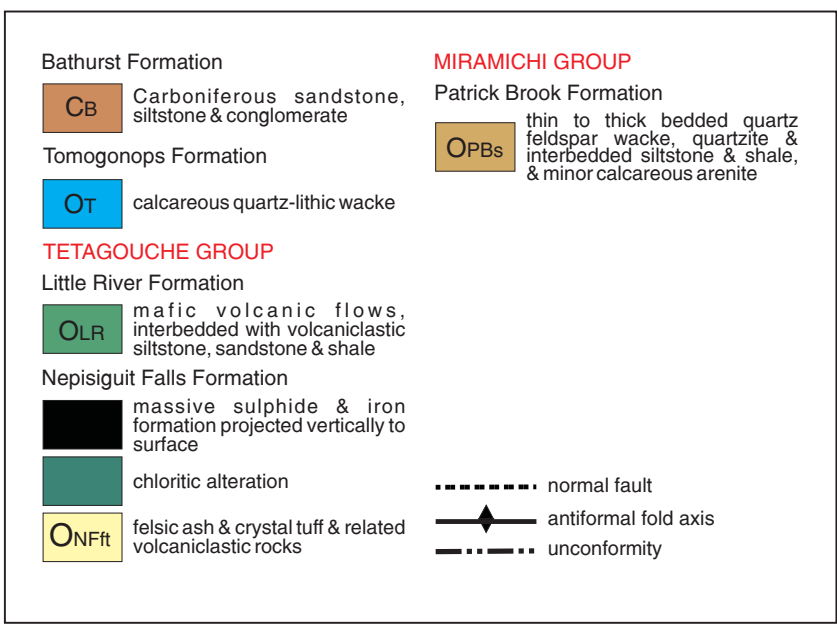 Bathurst Formation
CB
Carboniferous sandstone,
siltstone & conglomerate
Tomogonops Formation
OT
calcareous quartz-lithic wacke
TETAGOUCHE GROUP
Little River Formation
OLR
mafic volcanic flows,
interbedded with volcaniclastic
siltstone, sandstone & shale
Nepisiguit Falls Formation
massive sulphide & iron
formation projected vertically to
surface
chloritic alteration
ONFft
felsic ash & crystal tuff & related
volcaniclastic rocks
MIRAMICHI GROUP
Patrick Brook Formation
OPBs
thin to thick bedded quartz
feldspar wacke, quartzite &
interbedded siltstone & shale,
& minor calcareous arenite
normal fault
antiformal fold axis
unconformity